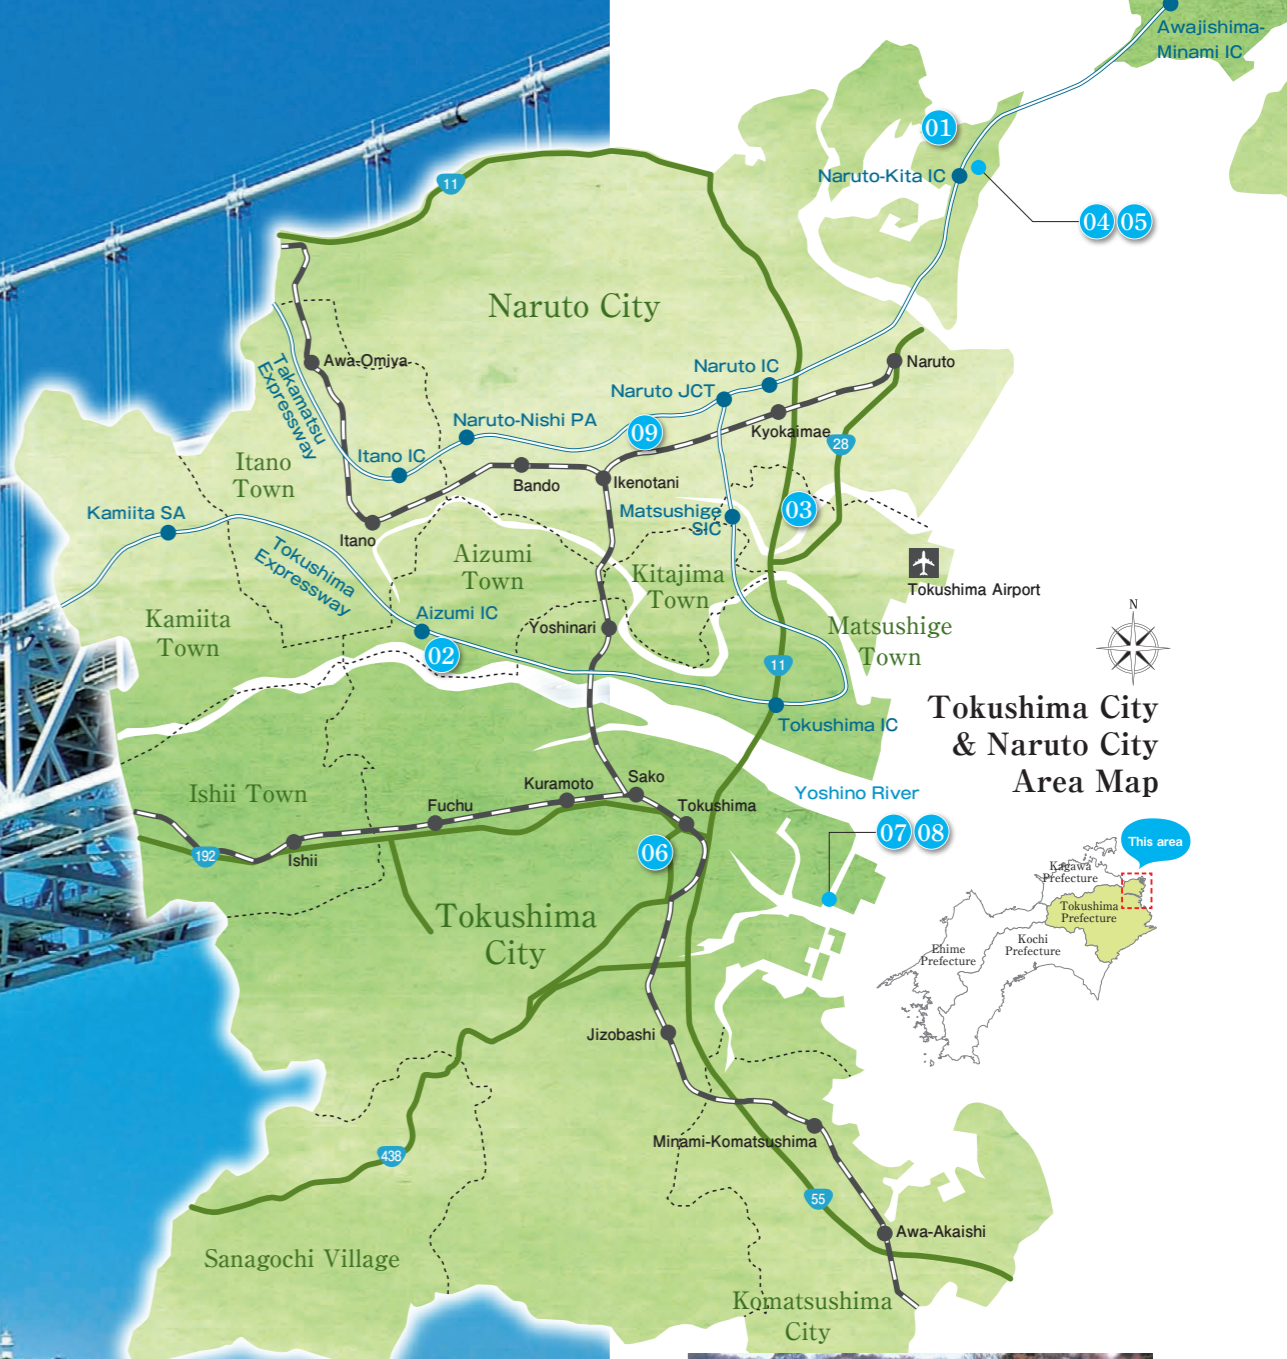 Awajishima-
Minami IC
01
Naruto-Kita IC
04 05
11
Naruto City
Awa-Omiya
Takamatsu
Expressway
Naruto IC
Naruto JCT
Naruto
Naruto-Nishi PA
09
Kyokaimae
28
Itano
Town
Itano IC
Bando
Ikenotani
Kamiita SA
Matsushige
SIC
03
Itano
Tokushima
Expressway
Aizumi
Town
Kitajima
Town
Tokushima Airport
Kamiita
Town
Aizumi IC
Yoshinari
02
Matsushige
Town
N
11
Tokushima IC
Tokushima City
& Naruto City
Area Map
Ishii Town
Kuramoto
Sako
Fuchu
Tokushima
Yoshino River
07 08
192
Ishii
06
This area
Kagawa
Prefecture
Tokushima
Prefecture
Kochi
Prefecture
Ehime
Prefecture
Tokushima
City
Jizobashi
Minami-Komatsushima
438
55
Awa-Akaishi
Sanagochi Village
Komatsushima
City